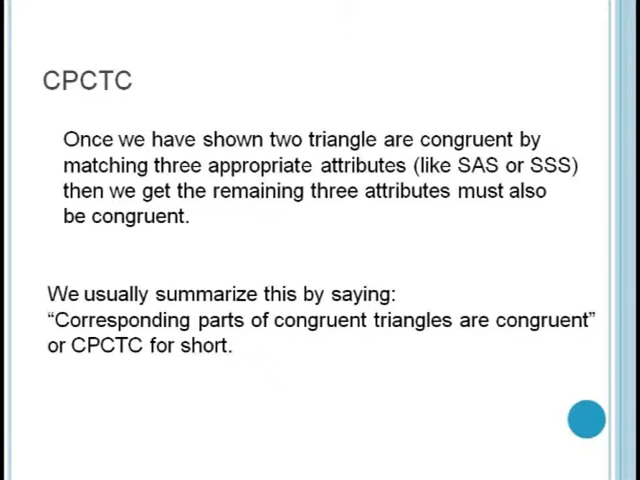 CPCTC
Once we have shown two triangle are congruent by
matching three appropriate attributes (like SAS or SSS)
then we get the remaining three attributes must also
be congruent.
We usually summarize this by saying:
“Corresponding parts of congruent triangles are congruent”
or CPCTC for short.